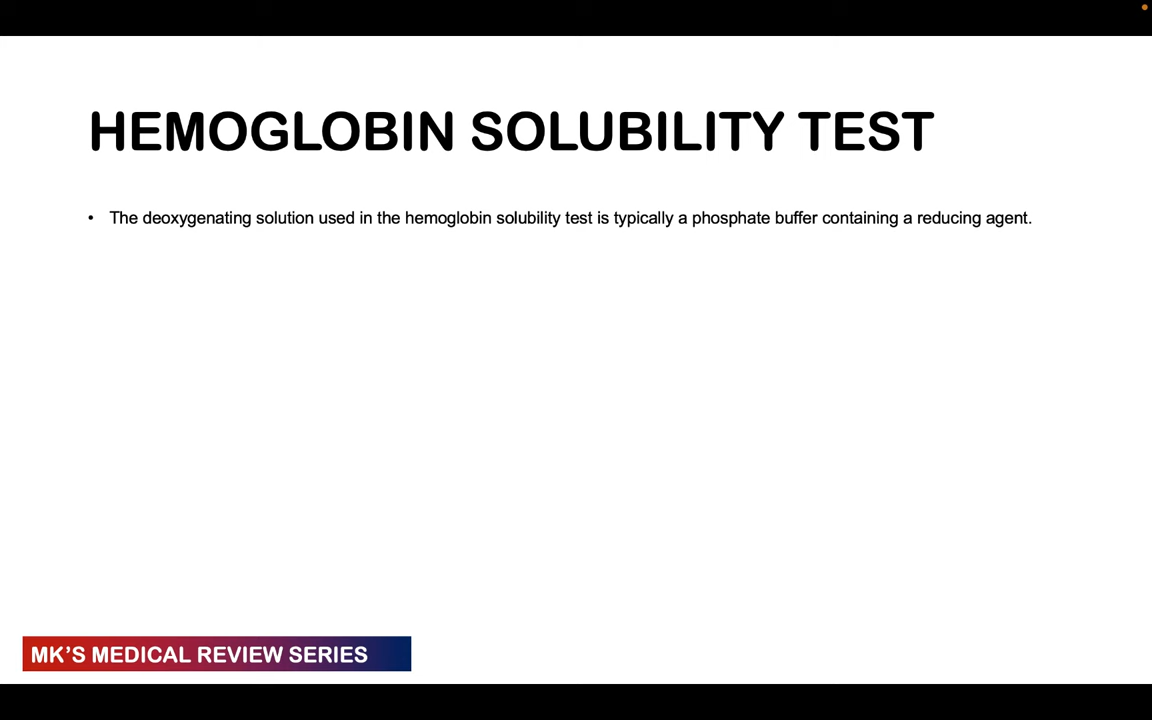 HEMOGLOBIN SOLUBILITY TEST
• The deoxygenating solution used in the hemoglobin solubility test is typically a phosphate buffer containing a reducing agent.
MK'S MEDICAL REVIEW SERIES